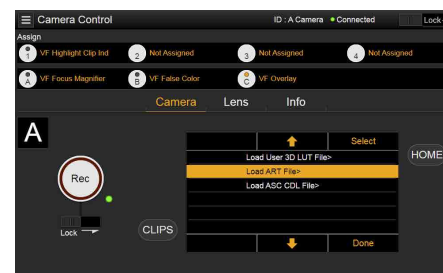 Camera Control
ID : A Camera Connected
Lock
Assign
1 VF Highlight Clip Ind
2 Not Assigned
3 Not Assigned
4 Not Assigned
A VF Focus Magnifier
B VF False Color
C VF Overlay
Camera Lens Info
A
Select
Load User 3D LUT File>
HOME
Load ART File>
Rec
Load ASC CDL File>
CLIPS
Lock
Done